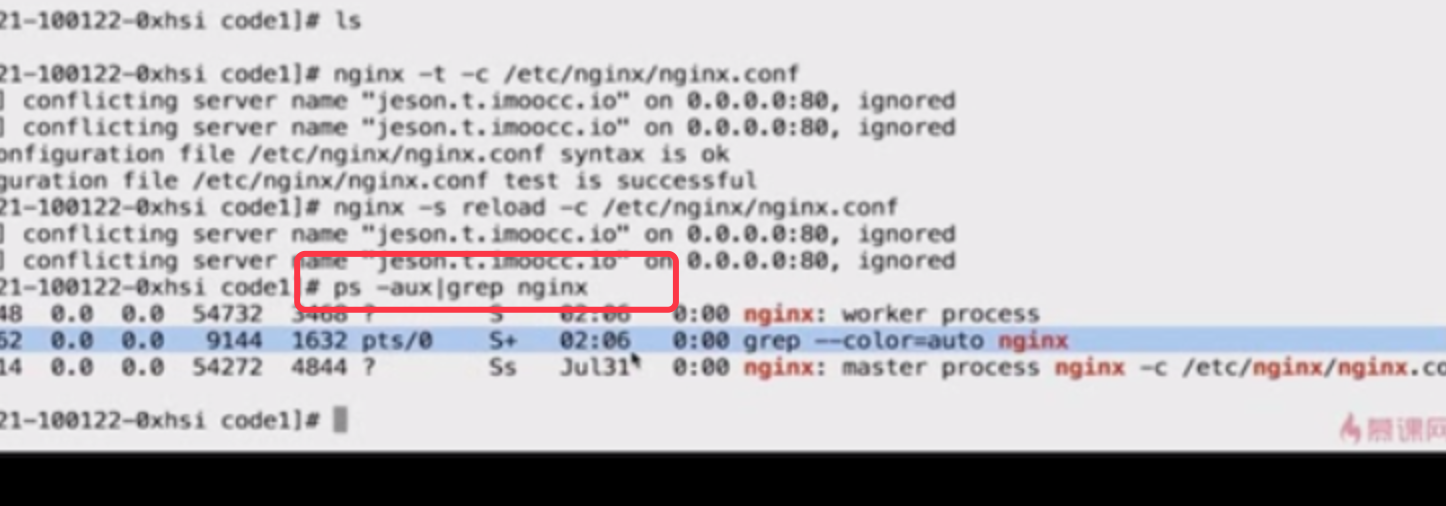 21-100122-0xhsi code1]# ls
21-100122-0xhsi code1]# nginx -t -c /etc/nginx/nginx.conf
] conflicting server name "jeson.t.imoocc.io" on 0.0.0.0:80, ignored
] conflicting server name "jeson.t.imoocc.io" on 0.0.0.0:80, ignored
onfiguration file /etc/nginx/nginx.conf syntax is ok
guration file /etc/nginx/nginx.conf test is successful
21-100122-0xhsi code1]# nginx -s reload -c /etc/nginx/nginx.conf
] conflicting server name "jeson.t.imoocc.io" on 0.0.0.0:80, ignored
] conflicting server name "jeson.t.imoocc.io" on 0.0.0.0:80, ignored
21-100122-0xhsi code1]# ps -aux|grep nginx
48 0.0 0.0 54732 3468 ? S 02:06 0:00 nginx: worker process
52 0.0 0.0 9144 1632 pts/0 S+ 02:06 0:00 grep --color=auto nginx
14 0.0 0.0 54272 4844 ? Ss Jul31 0:00 nginx: master process nginx -c /etc/nginx/nginx.co
21-100122-0xhsi code1]#
慕课网